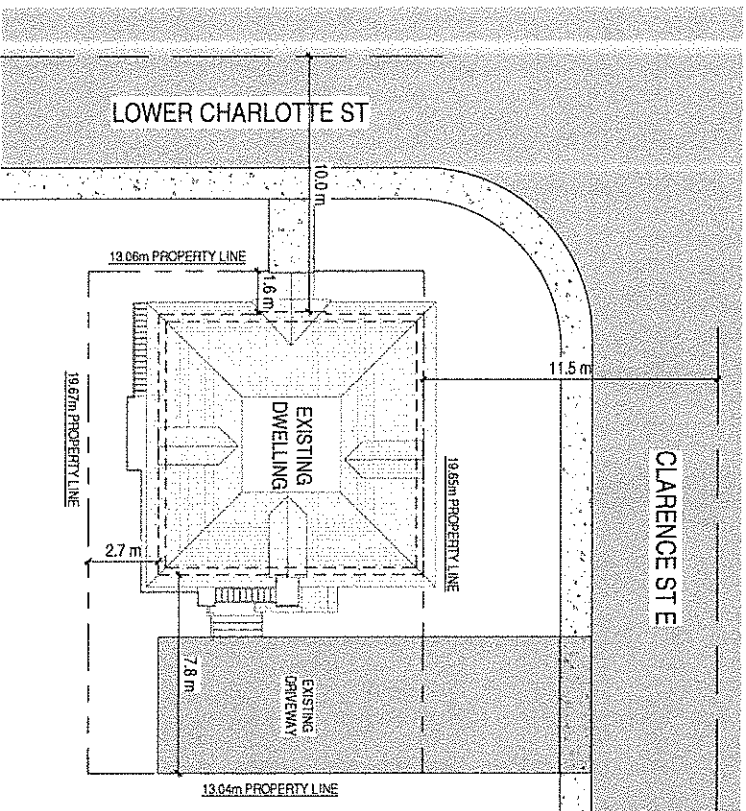 LOWER CHARLOTTE ST
10.0 m
13.06m PROPERTY LINE
1.6 m
11.5 m
19.67m PROPERTY LINE
EXISTING
DWELLING
19.65m PROPERTY LINE
CLARENCE ST E
2.7 m
7.8 m
EXISTING
DRIVEWAY
13.04m PROPERTY LINE